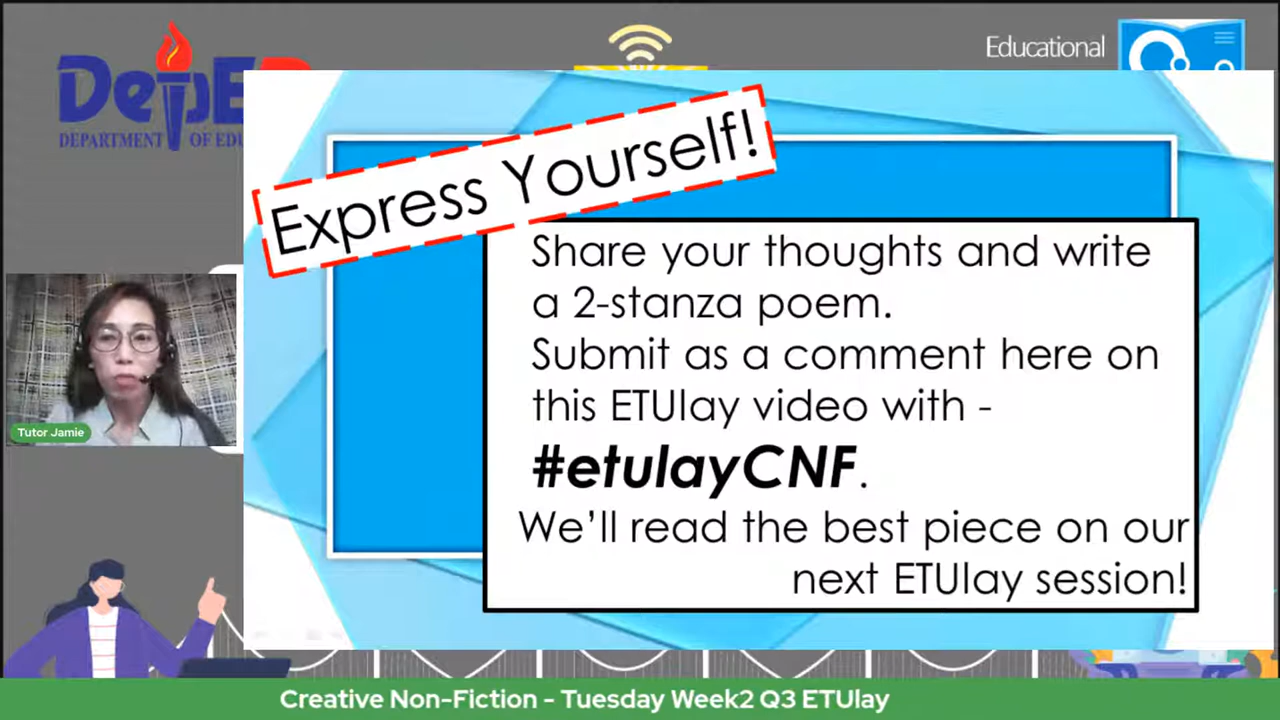 Educational
DepED
DEPARTMENT OF EDU
Express Yourself!
Share your thoughts and write
a 2-stanza poem.
Submit as a comment here on
this ETUlay video with -
#etulayCNF.
We'll read the best piece on our
next ETUlay session!
Tutor Jamie
Creative Non-Fiction - Tuesday Week2 Q3 ETUlay